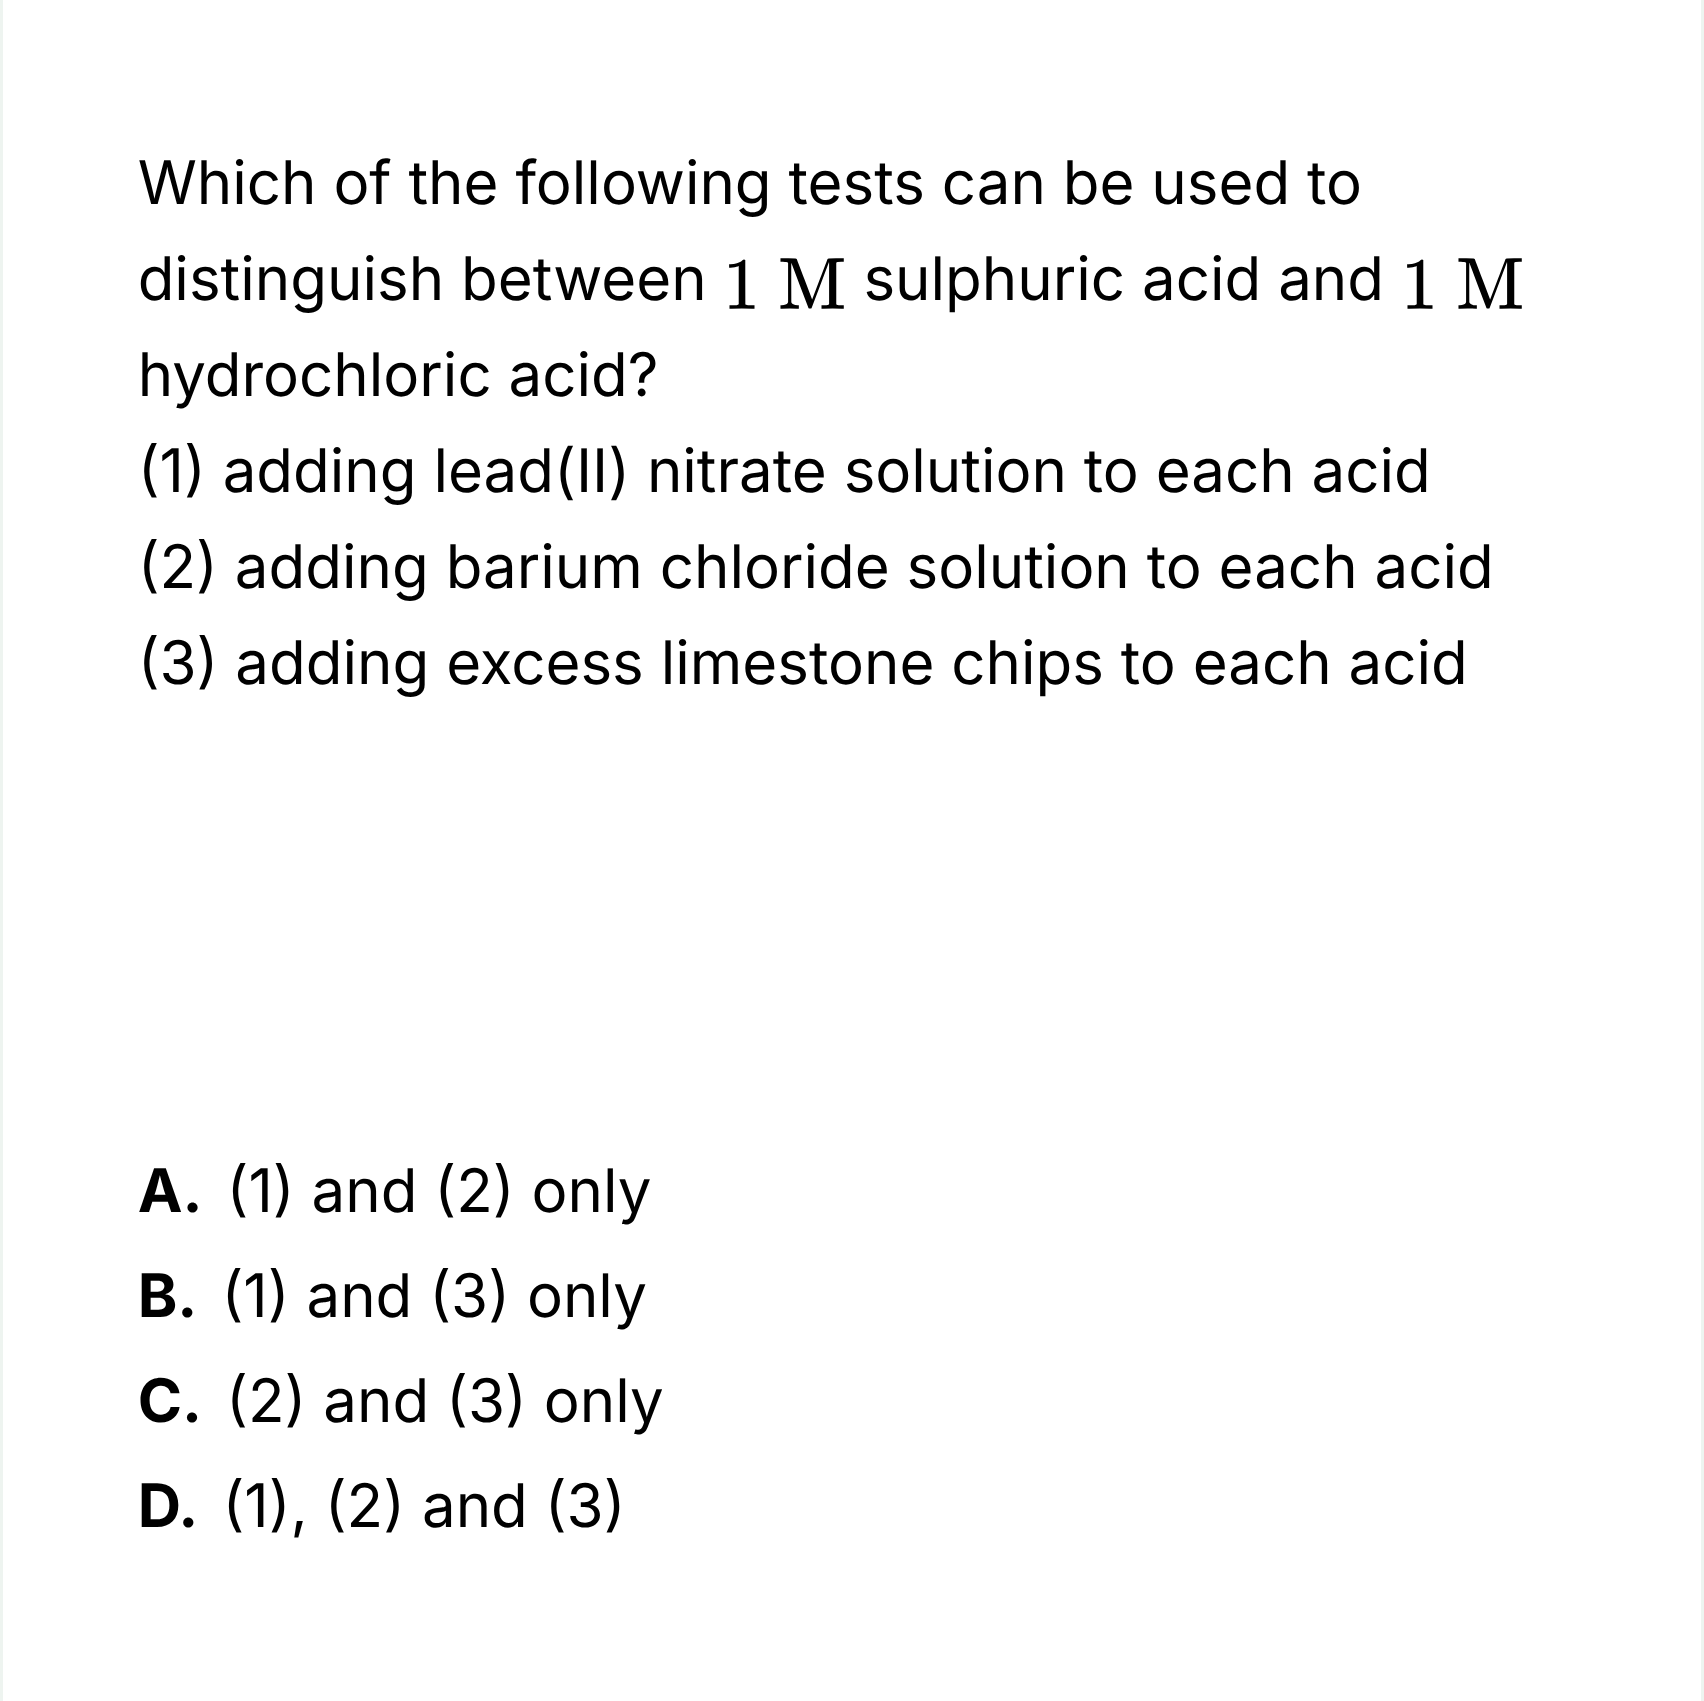 Which of the following tests can be used to
distinguish between 1 M sulphuric acid and 1 M
hydrochloric acid?
(1) adding lead(II) nitrate solution to each acid
(2) adding barium chloride solution to each acid
(3) adding excess limestone chips to each acid
A. (1) and (2) only
B. (1) and (3) only
C. (2) and (3) only
D. (1), (2) and (3)